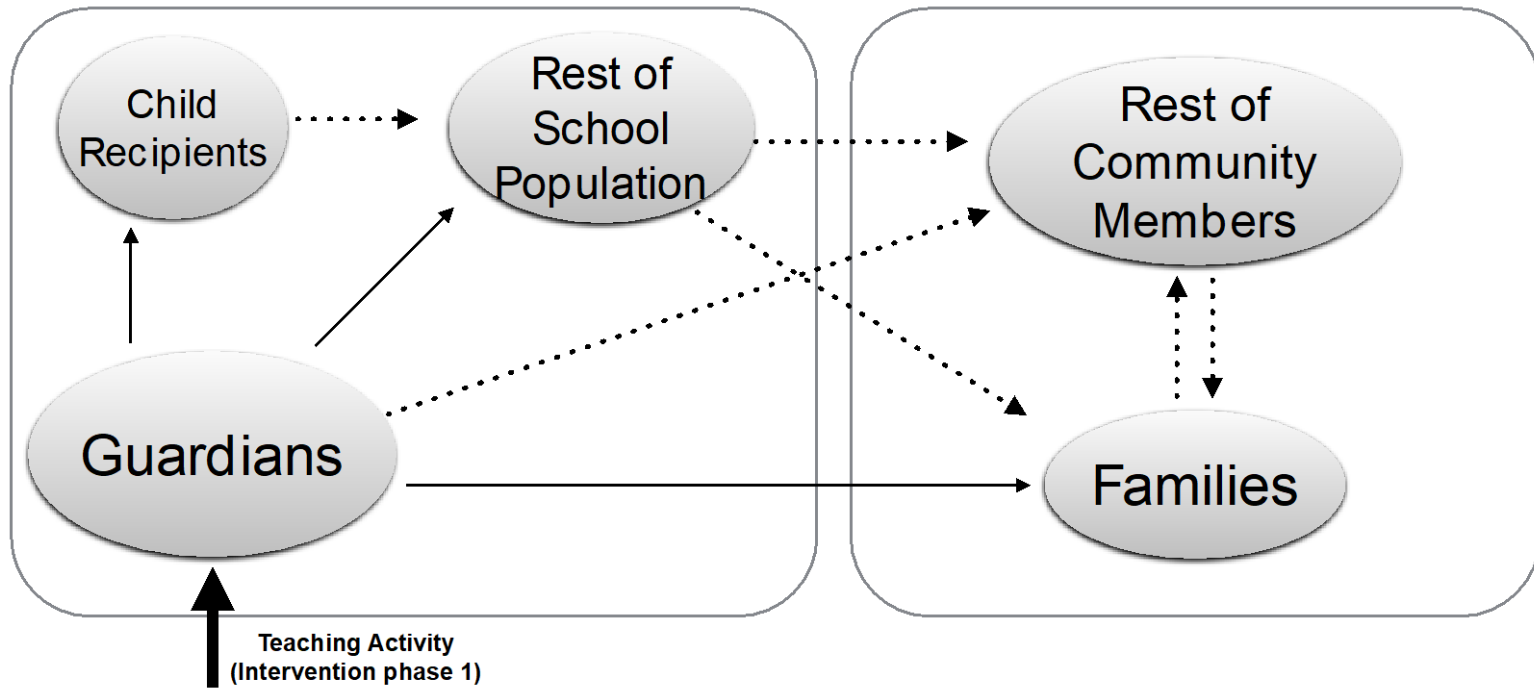 Child
Recipients
Rest of
School
Population
Rest of
Community
Members
Guardians
Families
Teaching Activity
(Intervention phase 1)